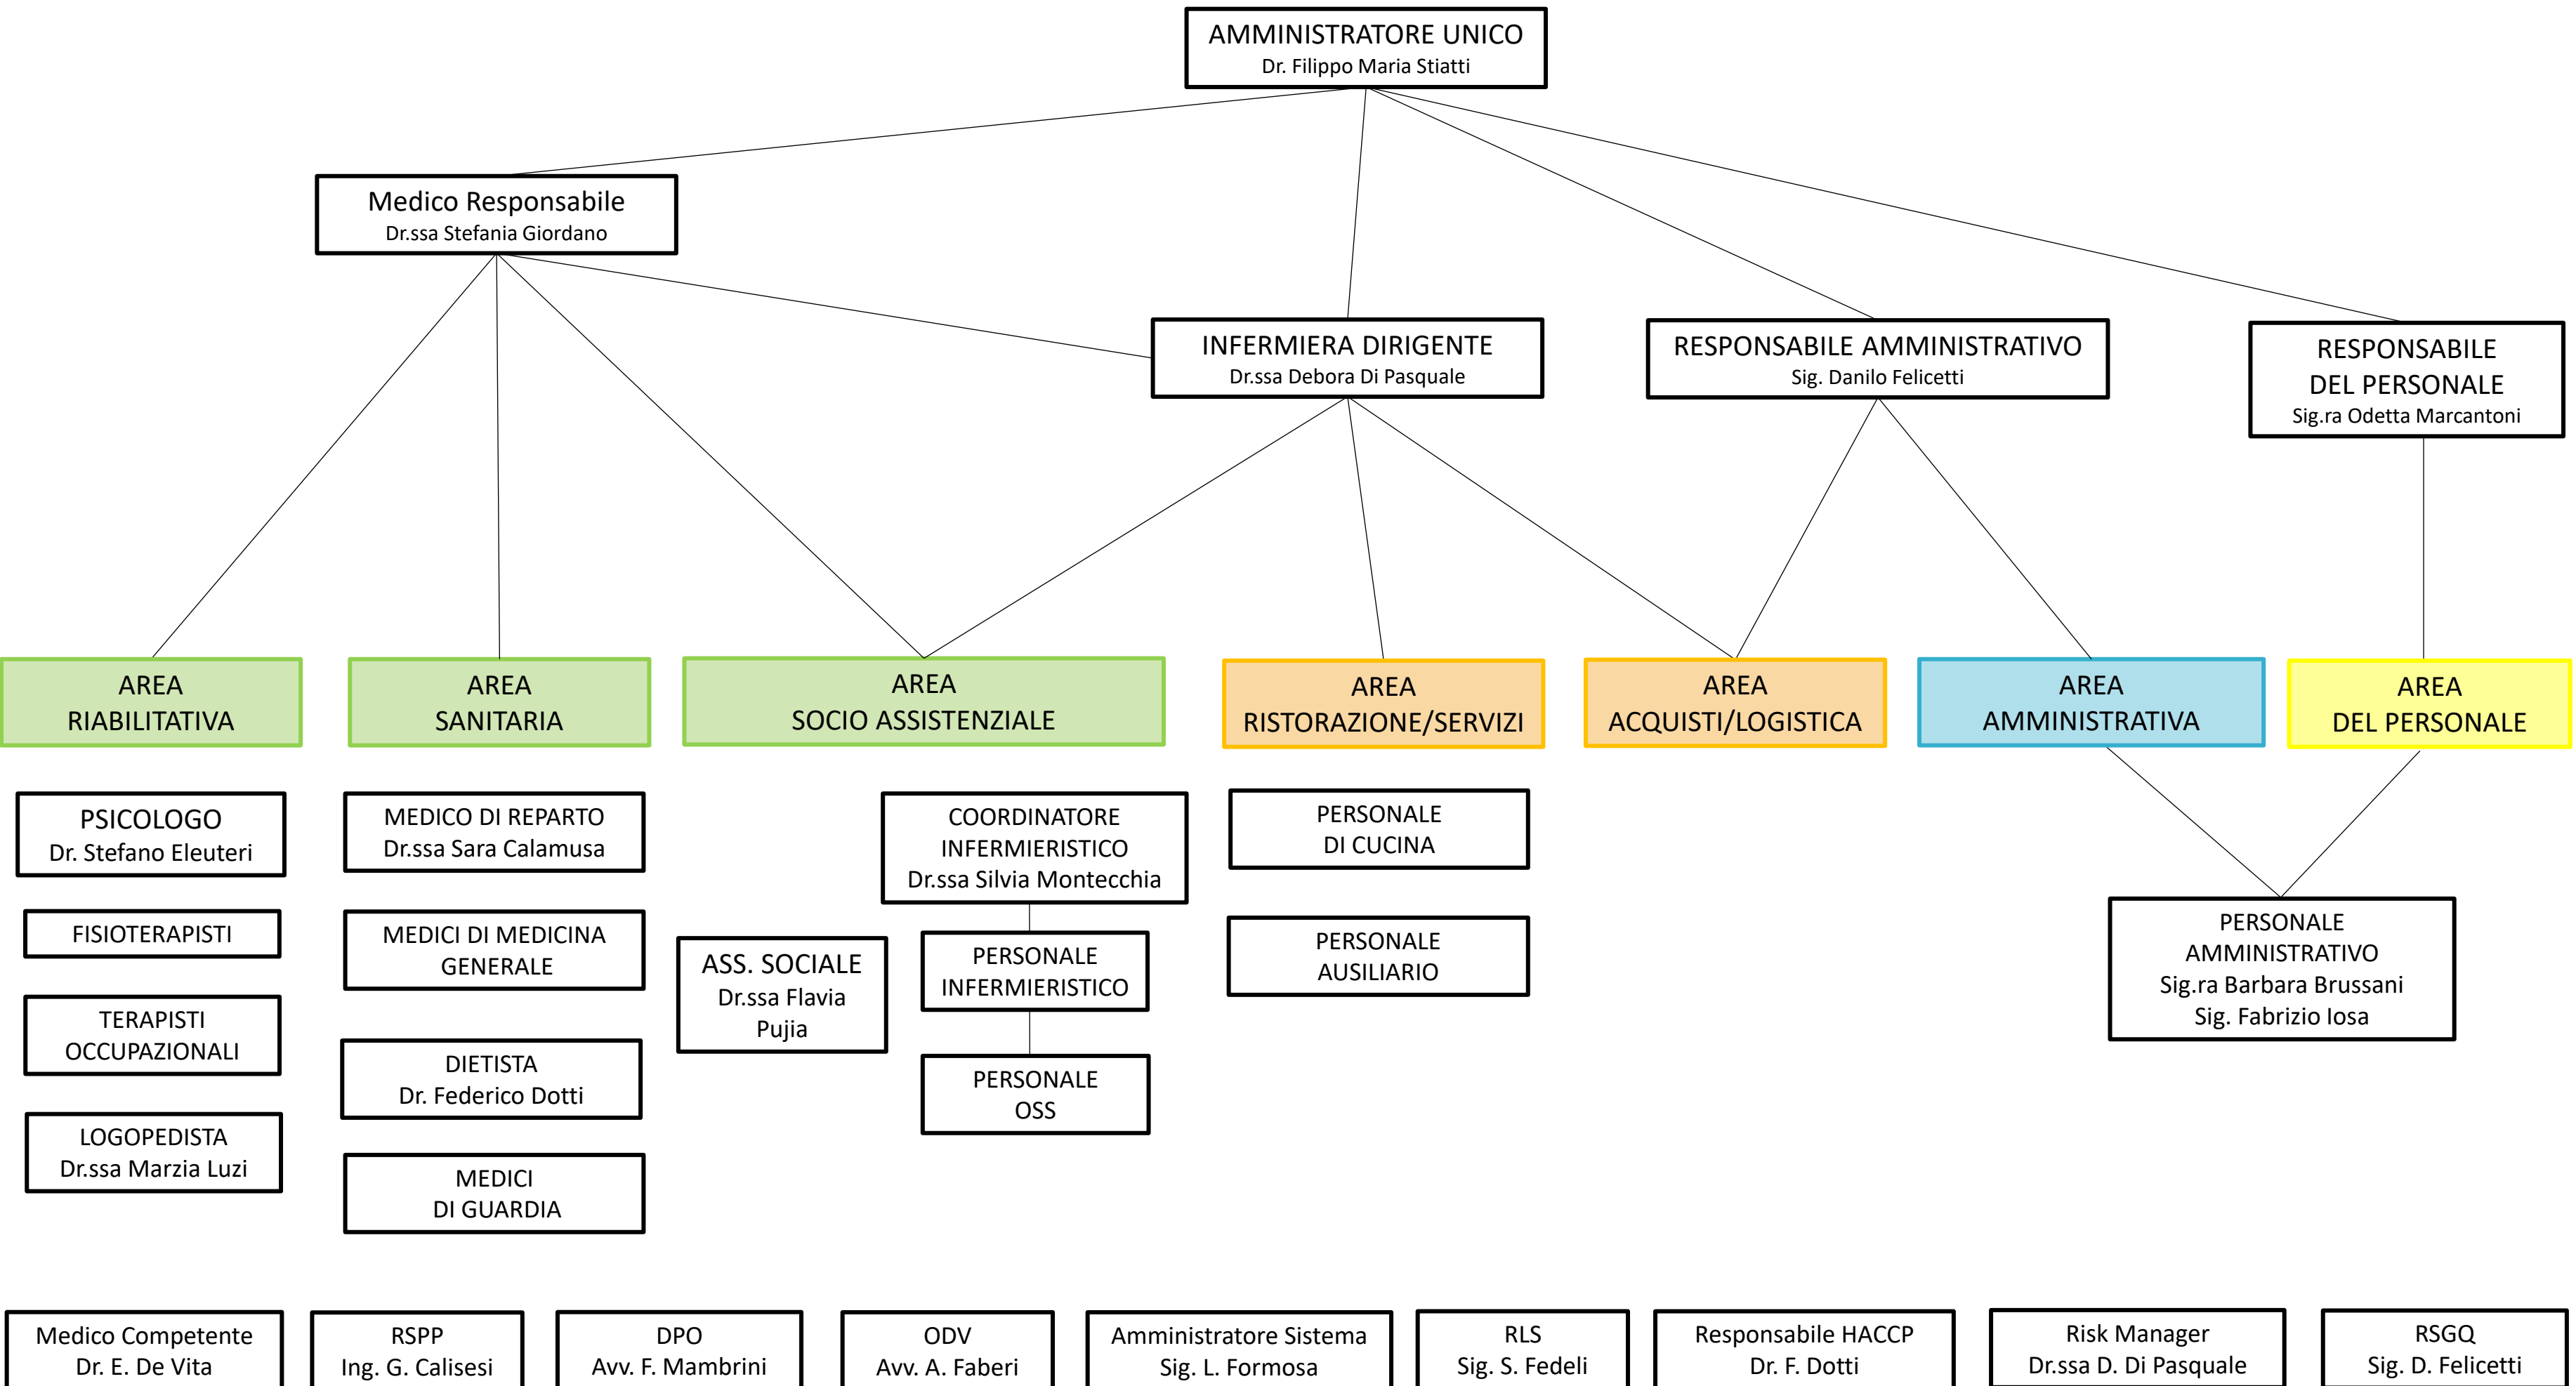 AMMINISTRATORE UNICO
Dr. Filippo Maria Stiatti
Medico Responsabile
Dr.ssa Stefania Giordano
INFERMIERA DIRIGENTE
Dr.ssa Debora Di Pasquale
RESPONSABILE AMMINISTRATIVO
Sig. Danilo Felicetti
RESPONSABILE
DEL PERSONALE
Sig.ra Odetta Marcantoni
AREA
RIABILITATIVA
AREA
SANITARIA
AREA
SOCIO ASSISTENZIALE
AREA
RISTORAZIONE/SERVIZI
AREA
ACQUISTI/LOGISTICA
AREA
AMMINISTRATIVA
AREA
DEL PERSONALE
PSICOLOGO
Dr. Stefano Eleuteri
FISIOTERAPISTI
TERAPISTI
OCCUPAZIONALI
LOGOPEDISTA
Dr.ssa Marzia Luzi
MEDICO DI REPARTO
Dr.ssa Sara Calamusa
MEDICI DI MEDICINA
GENERALE
DIETISTA
Dr. Federico Dotti
MEDICI
DI GUARDIA
ASS. SOCIALE
Dr.ssa Flavia
Pujia
COORDINATORE
INFERMIERISTICO
Dr.ssa Silvia Montecchia
PERSONALE
INFERMIERISTICO
PERSONALE
OSS
PERSONALE
DI CUCINA
PERSONALE
AUSILIARIO
PERSONALE
AMMINISTRATIVO
Sig.ra Barbara Brussani
Sig. Fabrizio Iosa
Medico Competente
Dr. E. De Vita
RSPP
Ing. G. Calisesi
DPO
Avv. F. Mambrini
ODV
Avv. A. Faberi
Amministratore Sistema
Sig. L. Formosa
RLS
Sig. S. Fedeli
Responsabile HACCP
Dr. F. Dotti
Risk Manager
Dr.ssa D. Di Pasquale
RSGQ
Sig. D. Felicetti